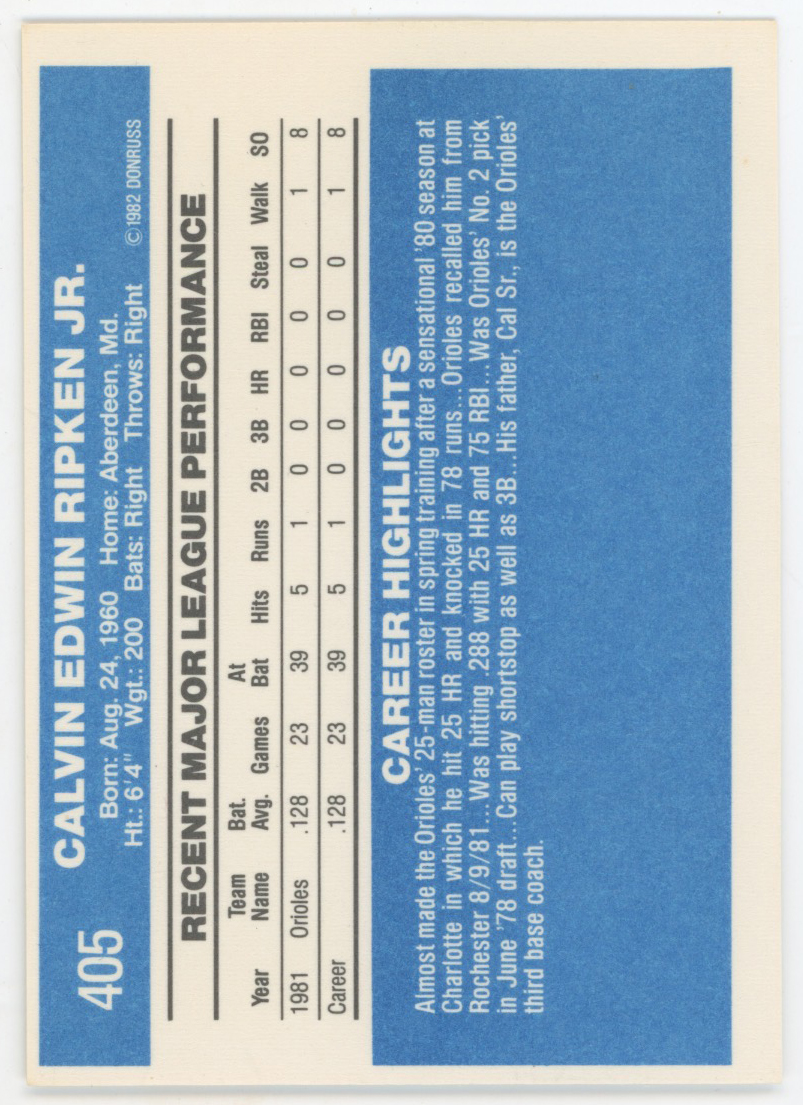 405
CALVIN EDWIN RIPKEN JR.
Born: Aug. 24, 1960 Home: Aberdeen, Md.
Ht.: 6'4" Wgt.: 200 Bats: Right Throws: Right ©1982 DONRUSS
RECENT MAJOR LEAGUE PERFORMANCE
Year Team Name Bat. Avg. Games At Bat Hits Runs 2B 3B HR RBI Steal Walk SO
1981 Orioles .128 23 39 5 1 0 0 0 0 0 1 8
Career .128 23 39 5 1 0 0 0 0 0 1 8
CAREER HIGHLIGHTS
Almost made the Orioles' 25-man roster in spring training after a sensational '80 season at
Charlotte in which he hit 25 HR and knocked in 78 runs...Orioles recalled him from
Rochester 8/9/81...Was hitting .288 with 25 HR and 75 RBI...Was Orioles' No. 2 pick
in June '78 draft...Can play shortstop as well as 3B...His father, Cal Sr., is the Orioles'
third base coach.